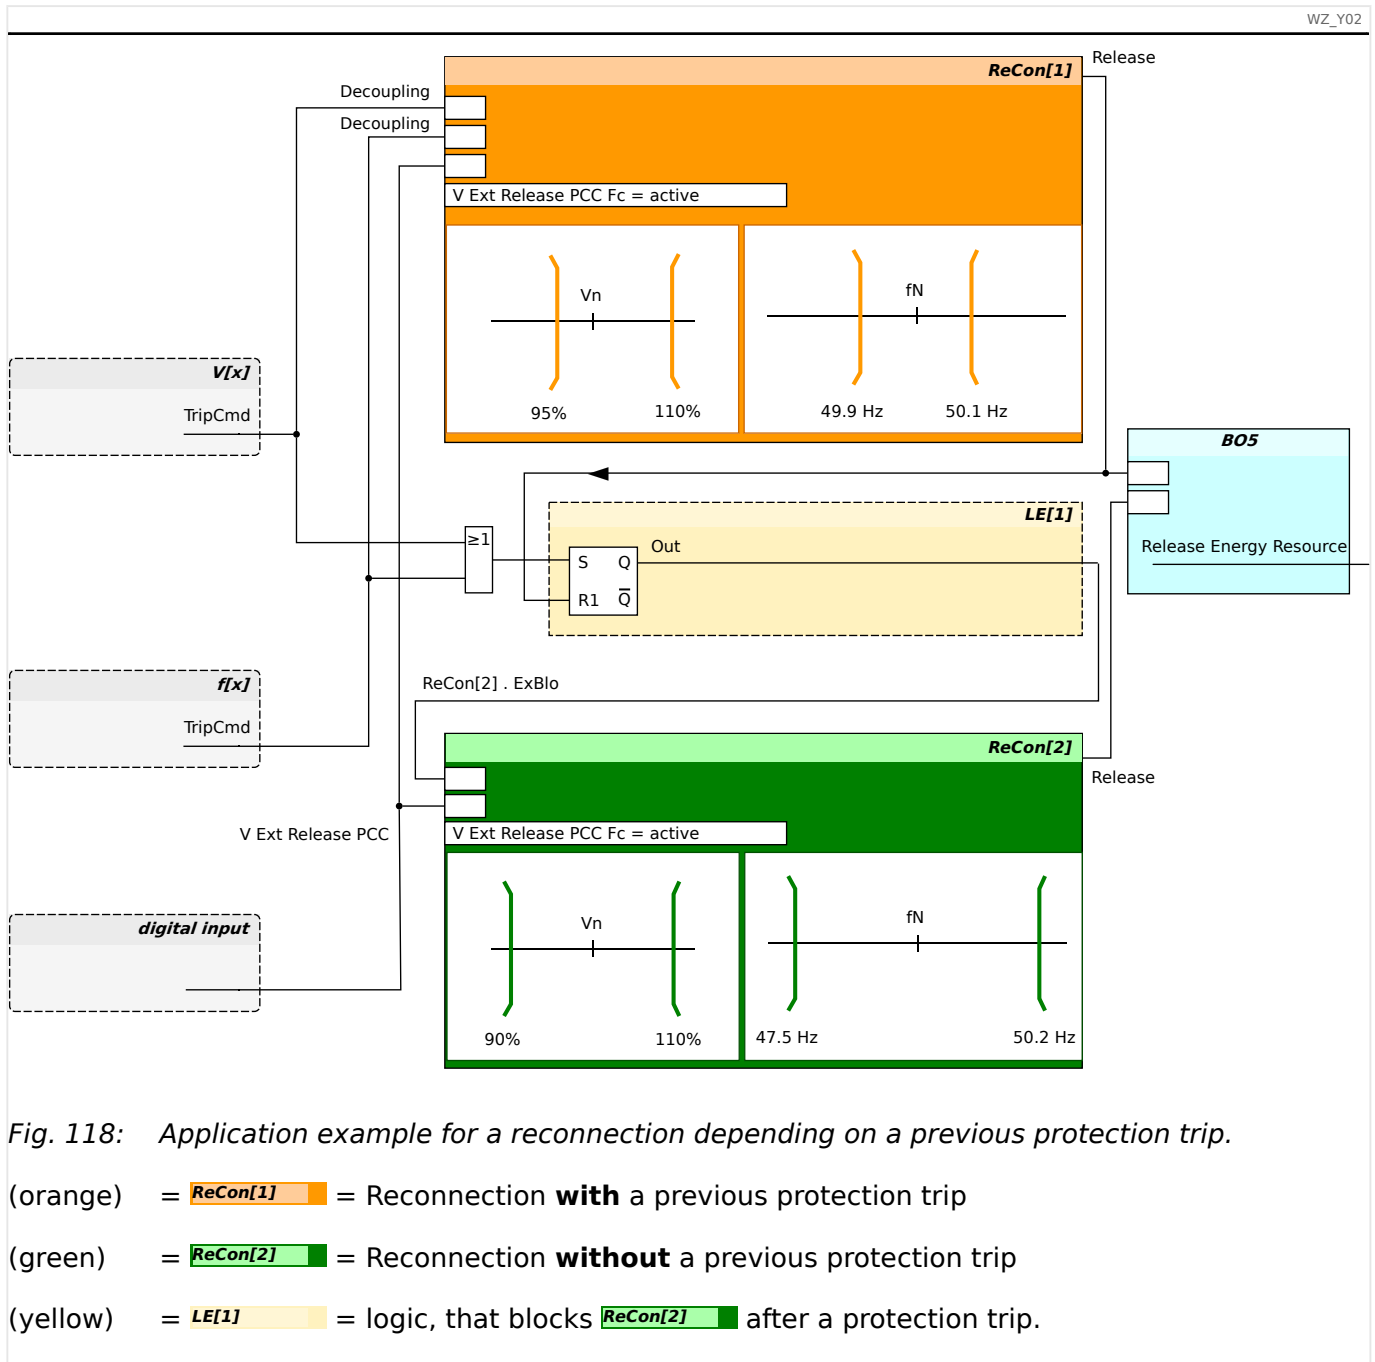 WZ_Y02
Release
ReCon[1]
Decoupling
Decoupling
V Ext Release PCC Fc = active
Vn
fN
95%
110%
49.9 Hz
50.1 Hz
V[x]
TripCmd
BO5
Release Energy Resource
LE[1]
≥1
Out
S Q
R1 Q̅
f[x]
TripCmd
ReCon[2] . ExBlo
ReCon[2]
Release
V Ext Release PCC
V Ext Release PCC Fc = active
digital input
Vn
fN
90%
110%
47.5 Hz
50.2 Hz
Fig. 118: Application example for a reconnection depending on a previous protection trip.
(orange) = ReCon[1] = Reconnection with a previous protection trip
(green) = ReCon[2] = Reconnection without a previous protection trip
(yellow) = LE[1] = logic, that blocks ReCon[2] after a protection trip.